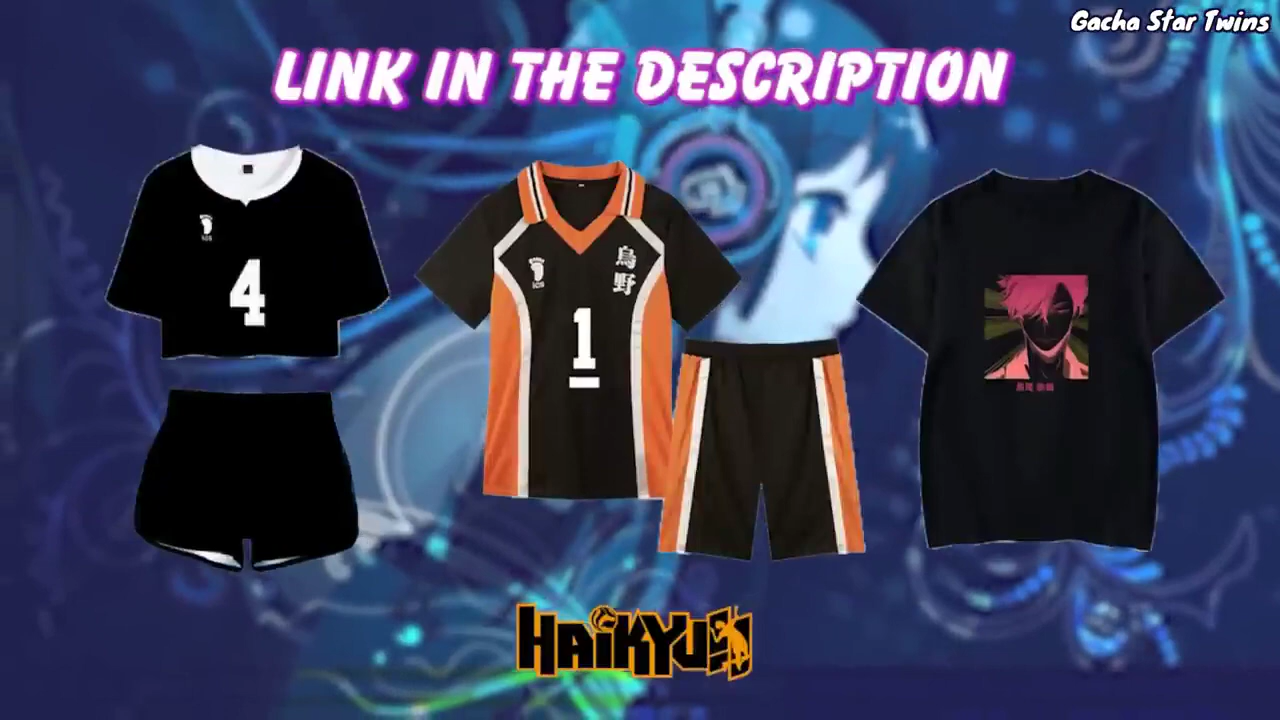 Gacha Star Twins
LINK IN THE DESCRIPTION
4
烏
野
1
HAIKYU!!